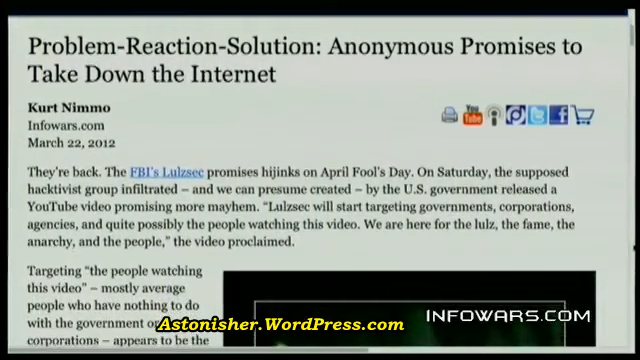 Problem-Reaction-Solution: Anonymous Promises to
Take Down the Internet
Kurt Nimmo
Infowars.com
March 22, 2012
You
Tube
They're back. The FBI's Lulzsec promises hijinks on April Fool's Day. On Saturday, the supposed
hacktivist group infiltrated – and we can presume created – by the U.S. government released a
YouTube video promising more mayhem. "Lulzsec will start targeting governments, corporations,
agencies, and quite possibly the people watching this video. We are here for the lulz, the fame, the
anarchy, and the people," the video proclaimed.
Targeting "the people watching
this video" – mostly average
people who have nothing to do
with the government or
corporations – appears to be the
INFOWARS.COM
Astonisher.WordPress.com